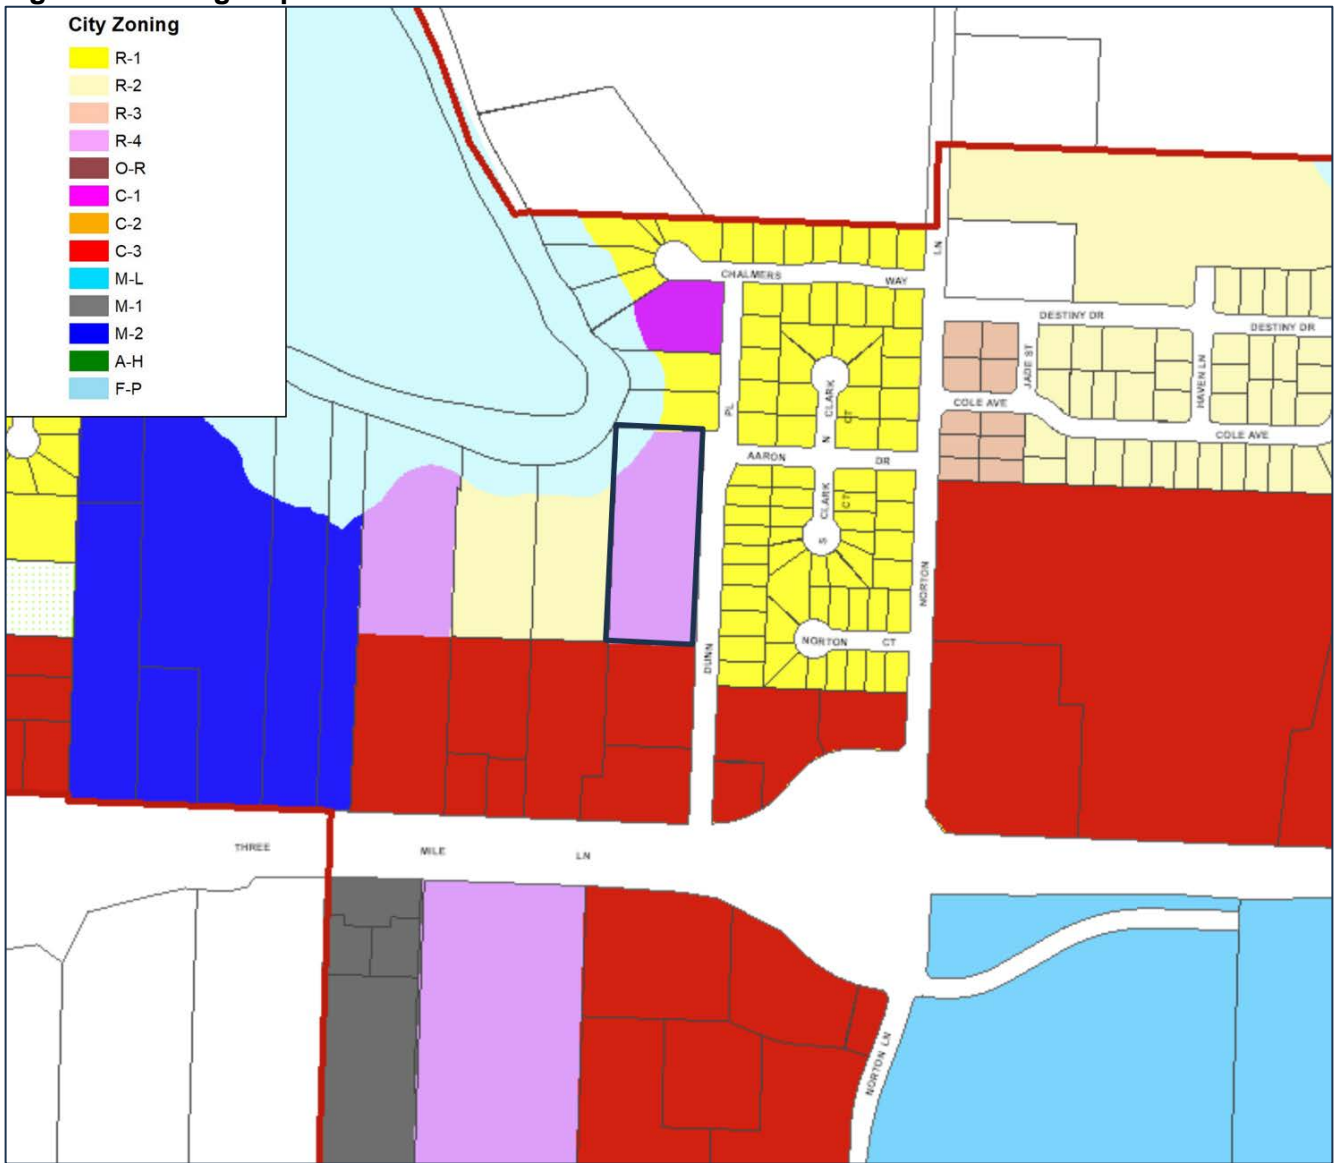 City Zoning
R-1
R-2
R-3
R-4
O-R
C-1
C-2
C-3
M-L
M-1
M-2
A-H
F-P
CHALMERS WAY
LN
DESTINY DR
DESTINY DR
JADE ST
HAVEN LN
PL
N CLARK CT
COLE AVE
COLE AVE
AARON DR
S CLARK CT
NORTON
NORTON CT
DUNN
THREE MILE LN
NORTON LN